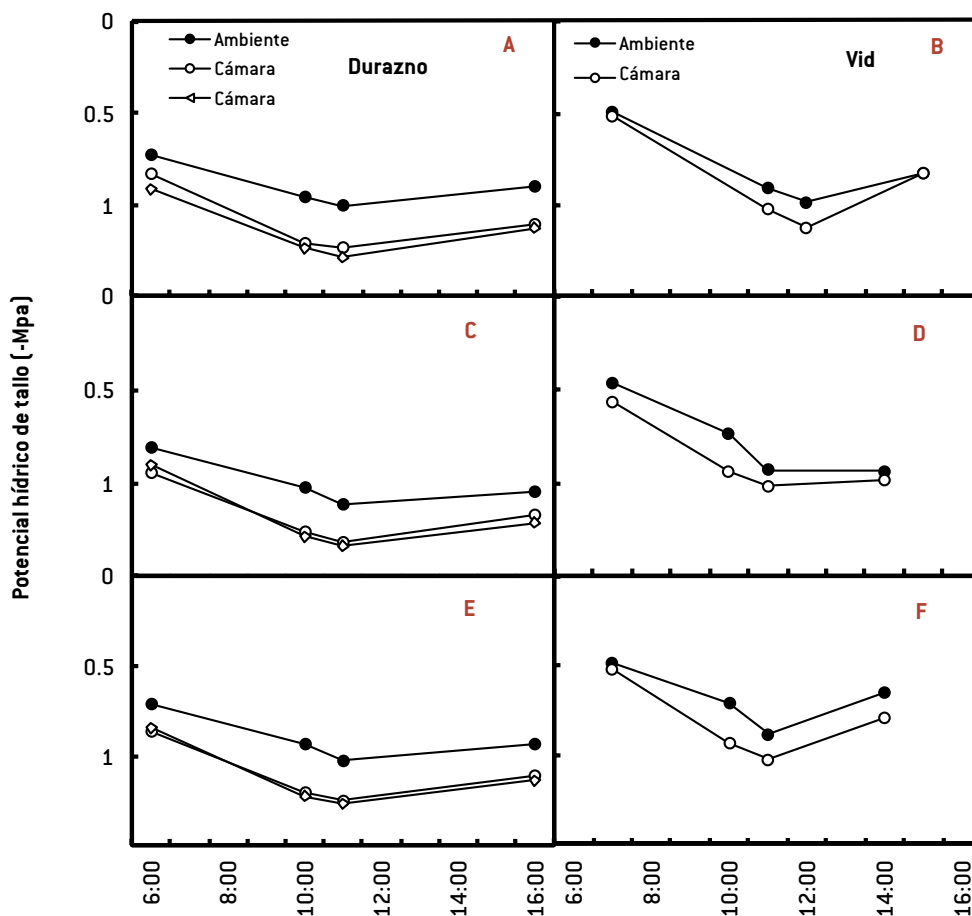 Potencial hídrico de tallo (-Mpa)
0
0.5
1
0
0.5
1
0
0.5
1
Ambiente
Cámara
Cámara
Durazno
A
Ambiente
Cámara
Vid
B
C
D
E
F
6:00
8:00
10:00
12:00
14:00
16:00
6:00
8:00
10:00
12:00
14:00
16:00